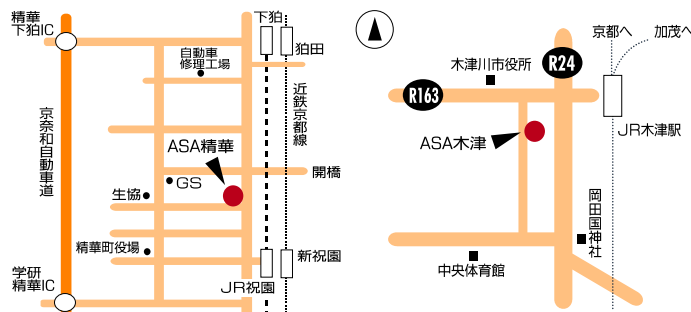 精華
下狛IC
下狛
狛田
自動車
修理工場
近鉄京都線
京奈和自動車道
ASA精華
開橋
GS
生協
精華町役場
新祝園
学研
精華IC
JR祝園
京都へ
加茂へ
木津川市役所
R24
R163
JR木津駅
ASA木津
岡田国神社
中央体育館